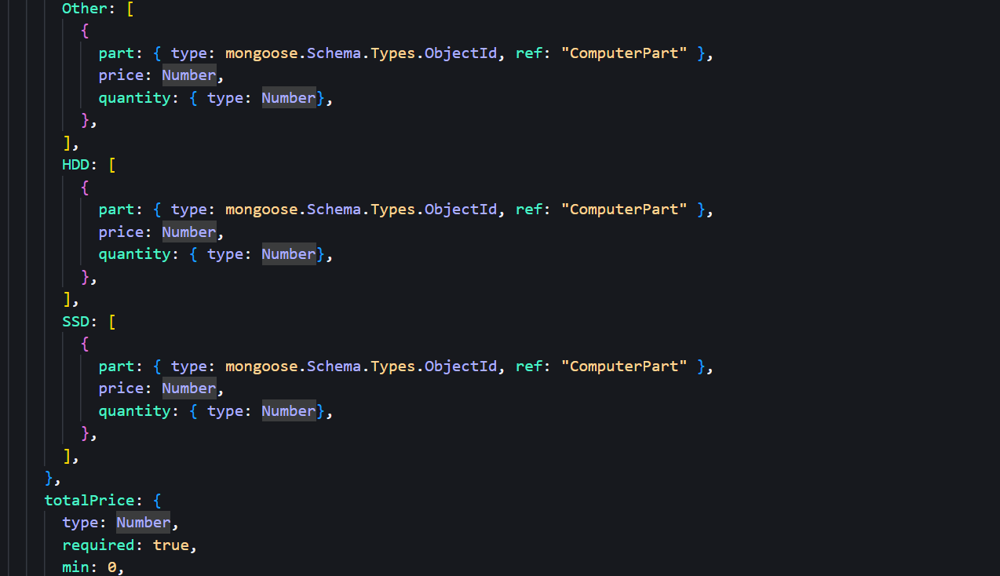 Other: [
{
part: { type: mongoose.Schema.Types.ObjectId, ref: "ComputerPart" },
price: Number,
quantity: { type: Number},
},
],
HDD: [
{
part: { type: mongoose.Schema.Types.ObjectId, ref: "ComputerPart" },
price: Number,
quantity: { type: Number},
},
],
SSD: [
{
part: { type: mongoose.Schema.Types.ObjectId, ref: "ComputerPart" },
price: Number,
quantity: { type: Number},
},
],
},
totalPrice: {
type: Number,
required: true,
min: 0,